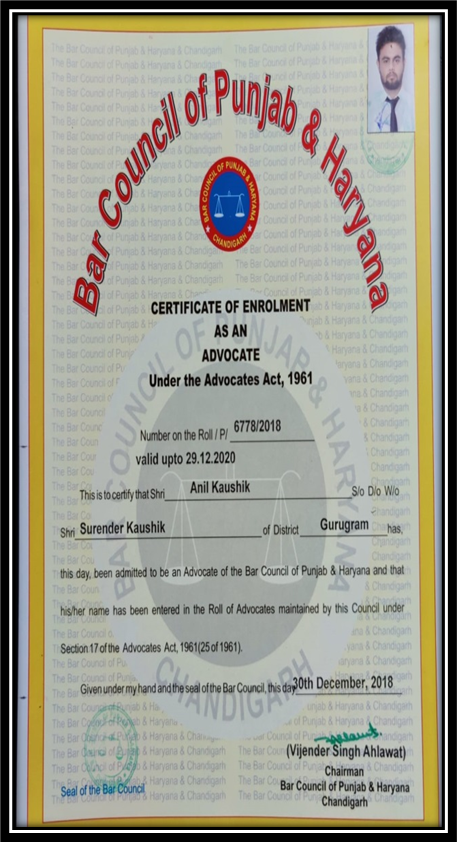 Bar Council of Punjab & Haryana
BAR COUNCIL OF PUNJAB & HARYANA
CHANDIGARH
CERTIFICATE OF ENROLMENT
AS AN
ADVOCATE
Under the Advocates Act, 1961
Number on the Roll / P/ 6778/2018
valid upto 29.12.2020
This is to certify that Shri Anil Kaushik S/o D/o W/o
Shri Surender Kaushik of District Gurugram has,
this day, been admitted to be an Advocate of the Bar Council of Punjab & Haryana and that
his/her name has been entered in the Roll of Advocates maintained by this Council under
Section 17 of the Advocates Act, 1961(25 of 1961).
Given under my hand and the seal of the Bar Council, this day 30th December, 2018
(Vijender Singh Ahlawat)
Chairman
Bar Council of Punjab & Haryana
Chandigarh
Seal of the Bar Council
BAR COUNCIL OF PUNJAB & HARYANA
CHANDIGARH